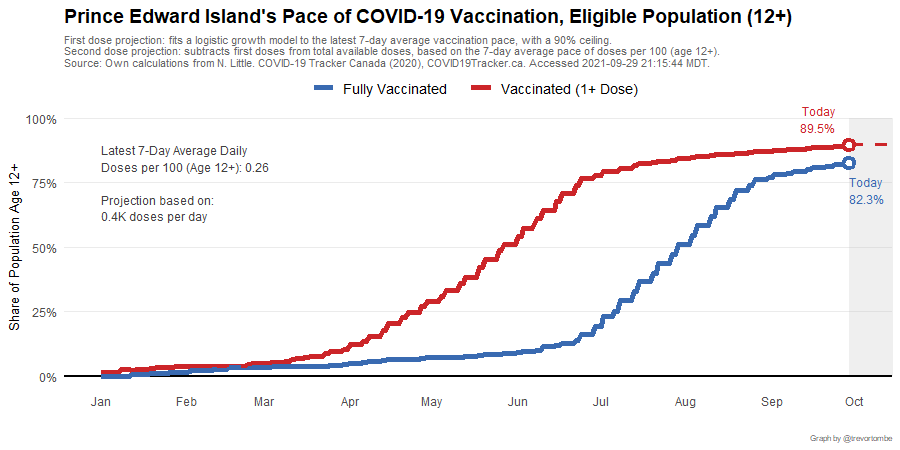 Prince Edward Island's Pace of COVID-19 Vaccination, Eligible Population (12+)
First dose projection: fits a logistic growth model to the latest 7-day average vaccination pace, with a 90% ceiling.
Second dose projection: subtracts first doses from total available doses, based on the 7-day average pace of doses per 100 (age 12+).
Source: Own calculations from N. Little. COVID-19 Tracker Canada (2020), COVID19Tracker.ca. Accessed 2021-09-29 21:15:44 MDT.
Fully Vaccinated Vaccinated (1+ Dose)
Today
89.5%
100%
Latest 7-Day Average Daily
Doses per 100 (Age 12+): 0.26
Today
82.3%
75%
Projection based on:
0.4K doses per day
Share of Population Age 12+
50%
25%
0%
Jan Feb Mar Apr May Jun Jul Aug Sep Oct
Graph by @trevortombe